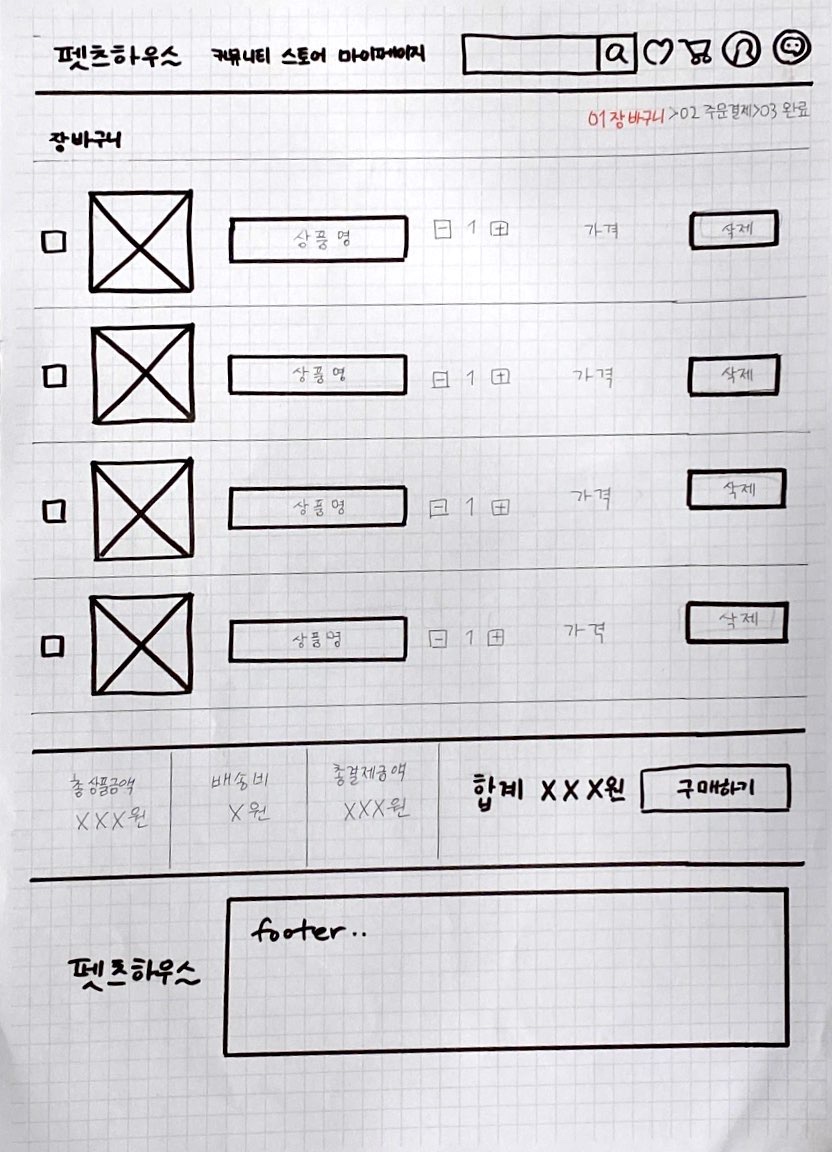 펫츠하우스 커뮤니티 스토어 마이페이지
01 장바구니>02 주문결제>03 완료
장바구니
상품명 1 가격 삭제
상품명 1 가격 삭제
상품명 1 가격 삭제
상품명 1 가격 삭제
총상품금액 배송비 총결제금액
XXX원 X원 XXX원 합계 XXX원 구매하기
footer..
펫츠하우스